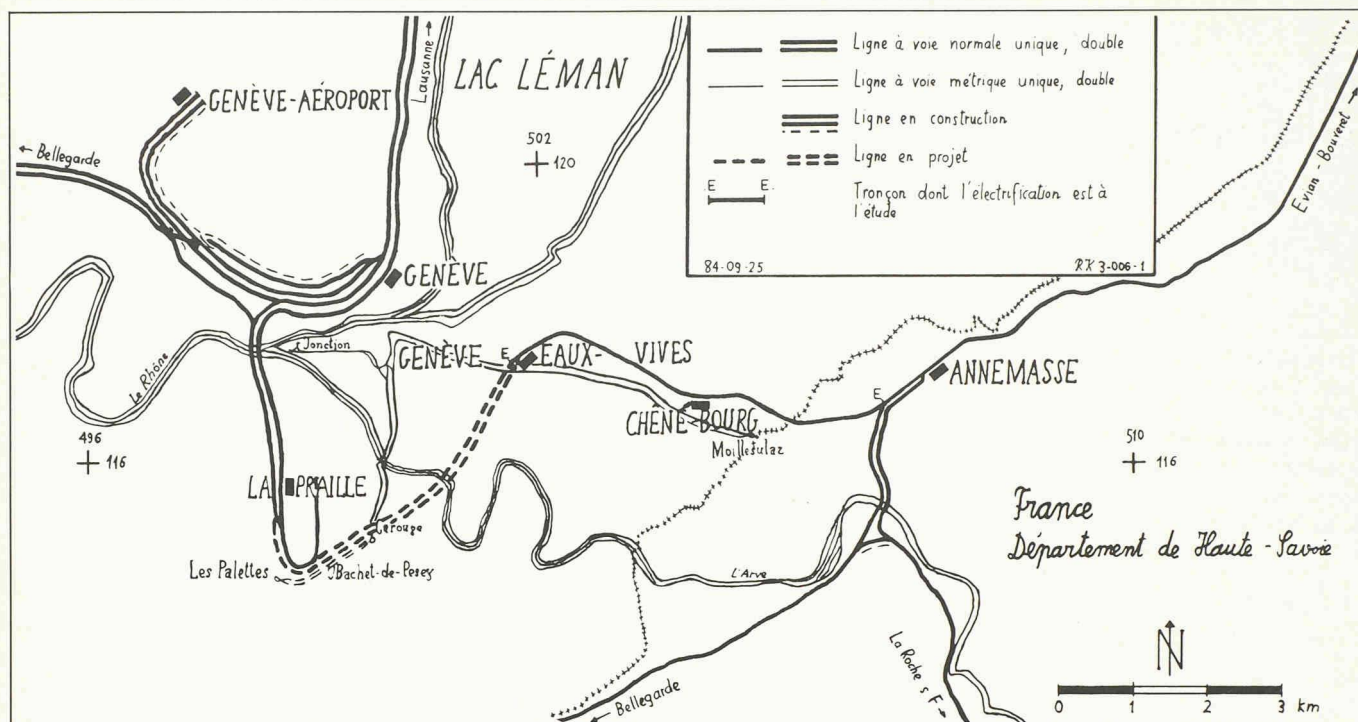 Ligne à voie normale unique, double
Ligne à voie métrique unique, double
Ligne en construction
Ligne en projet
E E
Tronçon dont l'électrification est à
l'étude
84-09-25
RK 3-006-1
LAC LÉMAN
Lausanne →
GENÈVE-AÉROPORT
← Bellegarde
502
120
Evian - Bouveret →
GENÈVE
Jonction
Le Rhône
GENÈVE EAUX-VIVES
E
CHÊNE-BOURG
Moillesulaz
E
ANNEMASSE
496
116
510
116
LA PRAILLE
Carouge
Les Palettes
Bachet-de-Pesey
L'Arve
France
Département de Haute-Savoie
La Roche s F →
← Bellegarde
N
0 1 2 3 km